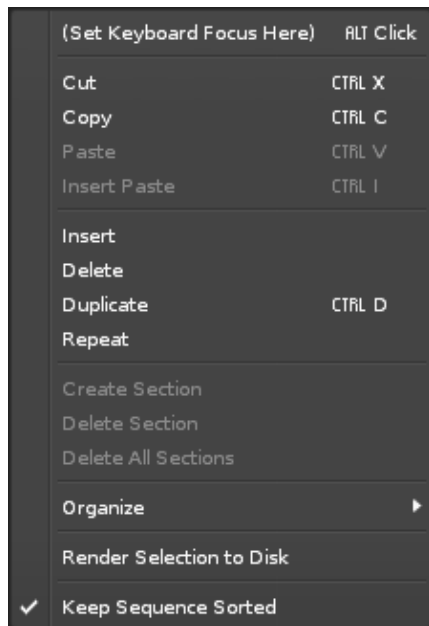 (Set Keyboard Focus Here) ALT Click
Cut CTRL X
Copy CTRL C
Paste CTRL V
Insert Paste CTRL I
Insert
Delete
Duplicate CTRL D
Repeat
Create Section
Delete Section
Delete All Sections
Organize
Render Selection to Disk
Keep Sequence Sorted